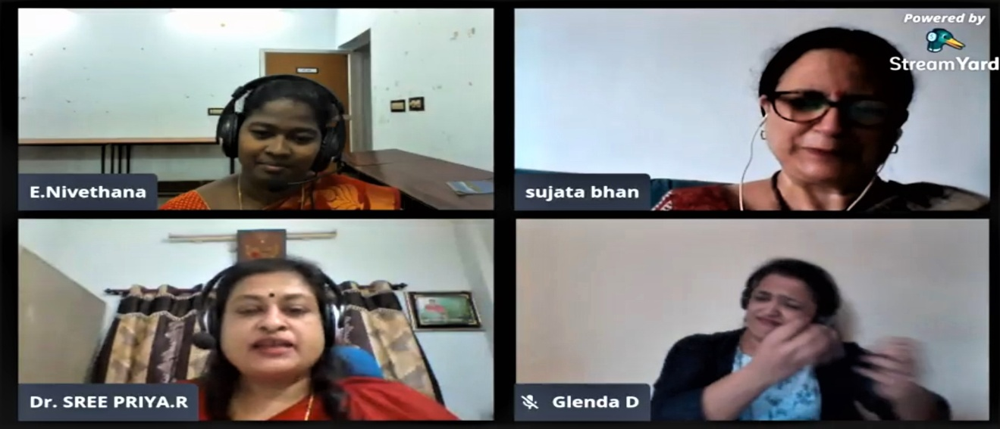 Powered by
StreamYard
E.Nivethana
sujata bhan
Dr. SREE PRIYA.R
Glenda D